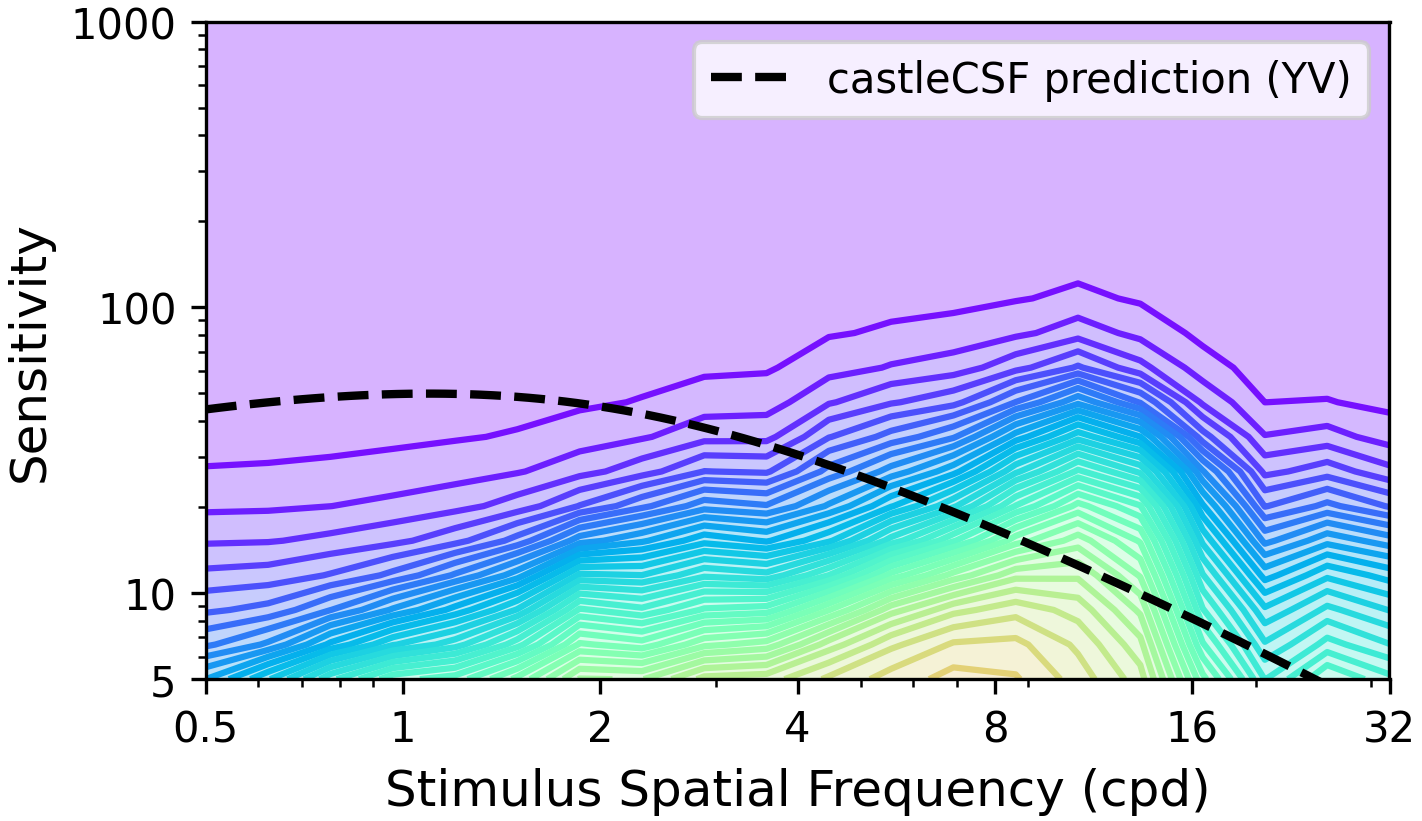 1000
100
10
5
Sensitivity
castleCSF prediction (YV)
0.5 1 2 4 8 16 32
Stimulus Spatial Frequency (cpd)